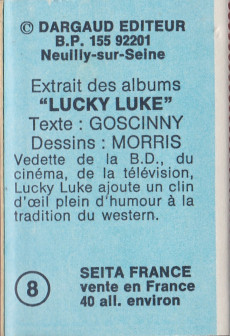 © DARGAUD EDITEUR
B.P. 155 92201
Neuilly-sur-Seine
Extrait des albums
“LUCKY LUKE”
Texte : GOSCINNY
Dessins : MORRIS
Vedette de la B.D., du
cinéma, de la télévision,
Lucky Luke ajoute un clin
d'œil plein d'humour à la
tradition du western.
8
SEITA FRANCE
vente en France
40 all. environ